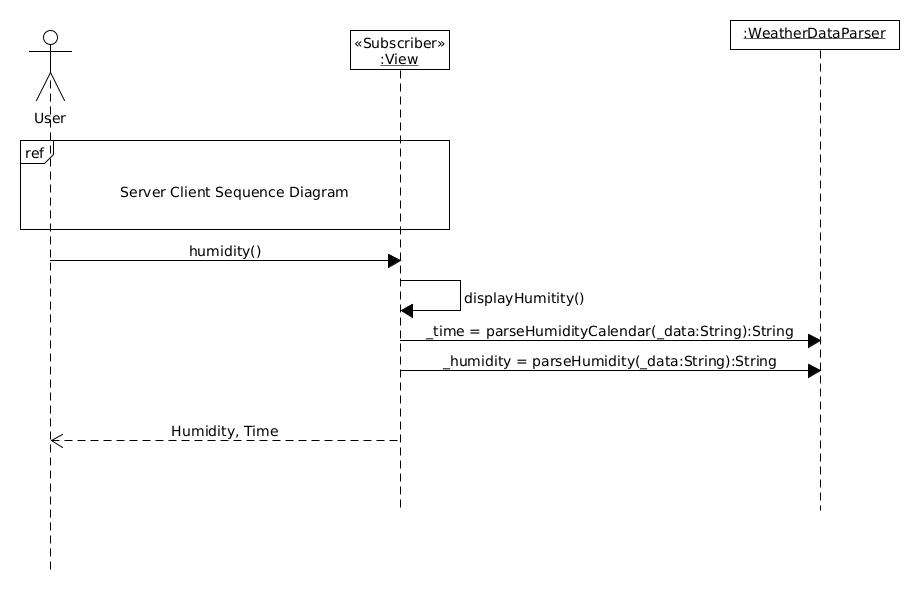 «Subscriber»
:View
:WeatherDataParser
User
ref
Server Client Sequence Diagram
humidity()
displayHumitity()
_time = parseHumidityCalendar(_data:String):String
_humidity = parseHumidity(_data:String):String
Humidity, Time